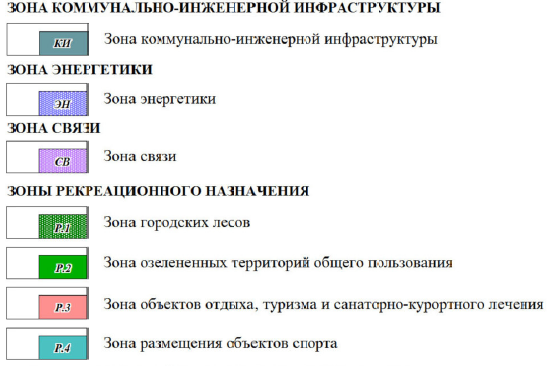 ЗОНА КОММУНАЛЬНО-ИНЖЕНЕРНОЙ ИНФРАСТРУКТУРЫ
КИ Зона коммунально-инженерной инфраструктуры
ЗОНА ЭНЕРГЕТИКИ
ЭН Зона энергетики
ЗОНА СВЯЗИ
СВ Зона связи
ЗОНЫ РЕКРЕАЦИОННОГО НАЗНАЧЕНИЯ
Р.1 Зона городских лесов
Р.2 Зона озелененных территорий общего пользования
Р.3 Зона объектов отдыха, туризма и санаторно-курортного лечения
Р.4 Зона размещения объектов спорта